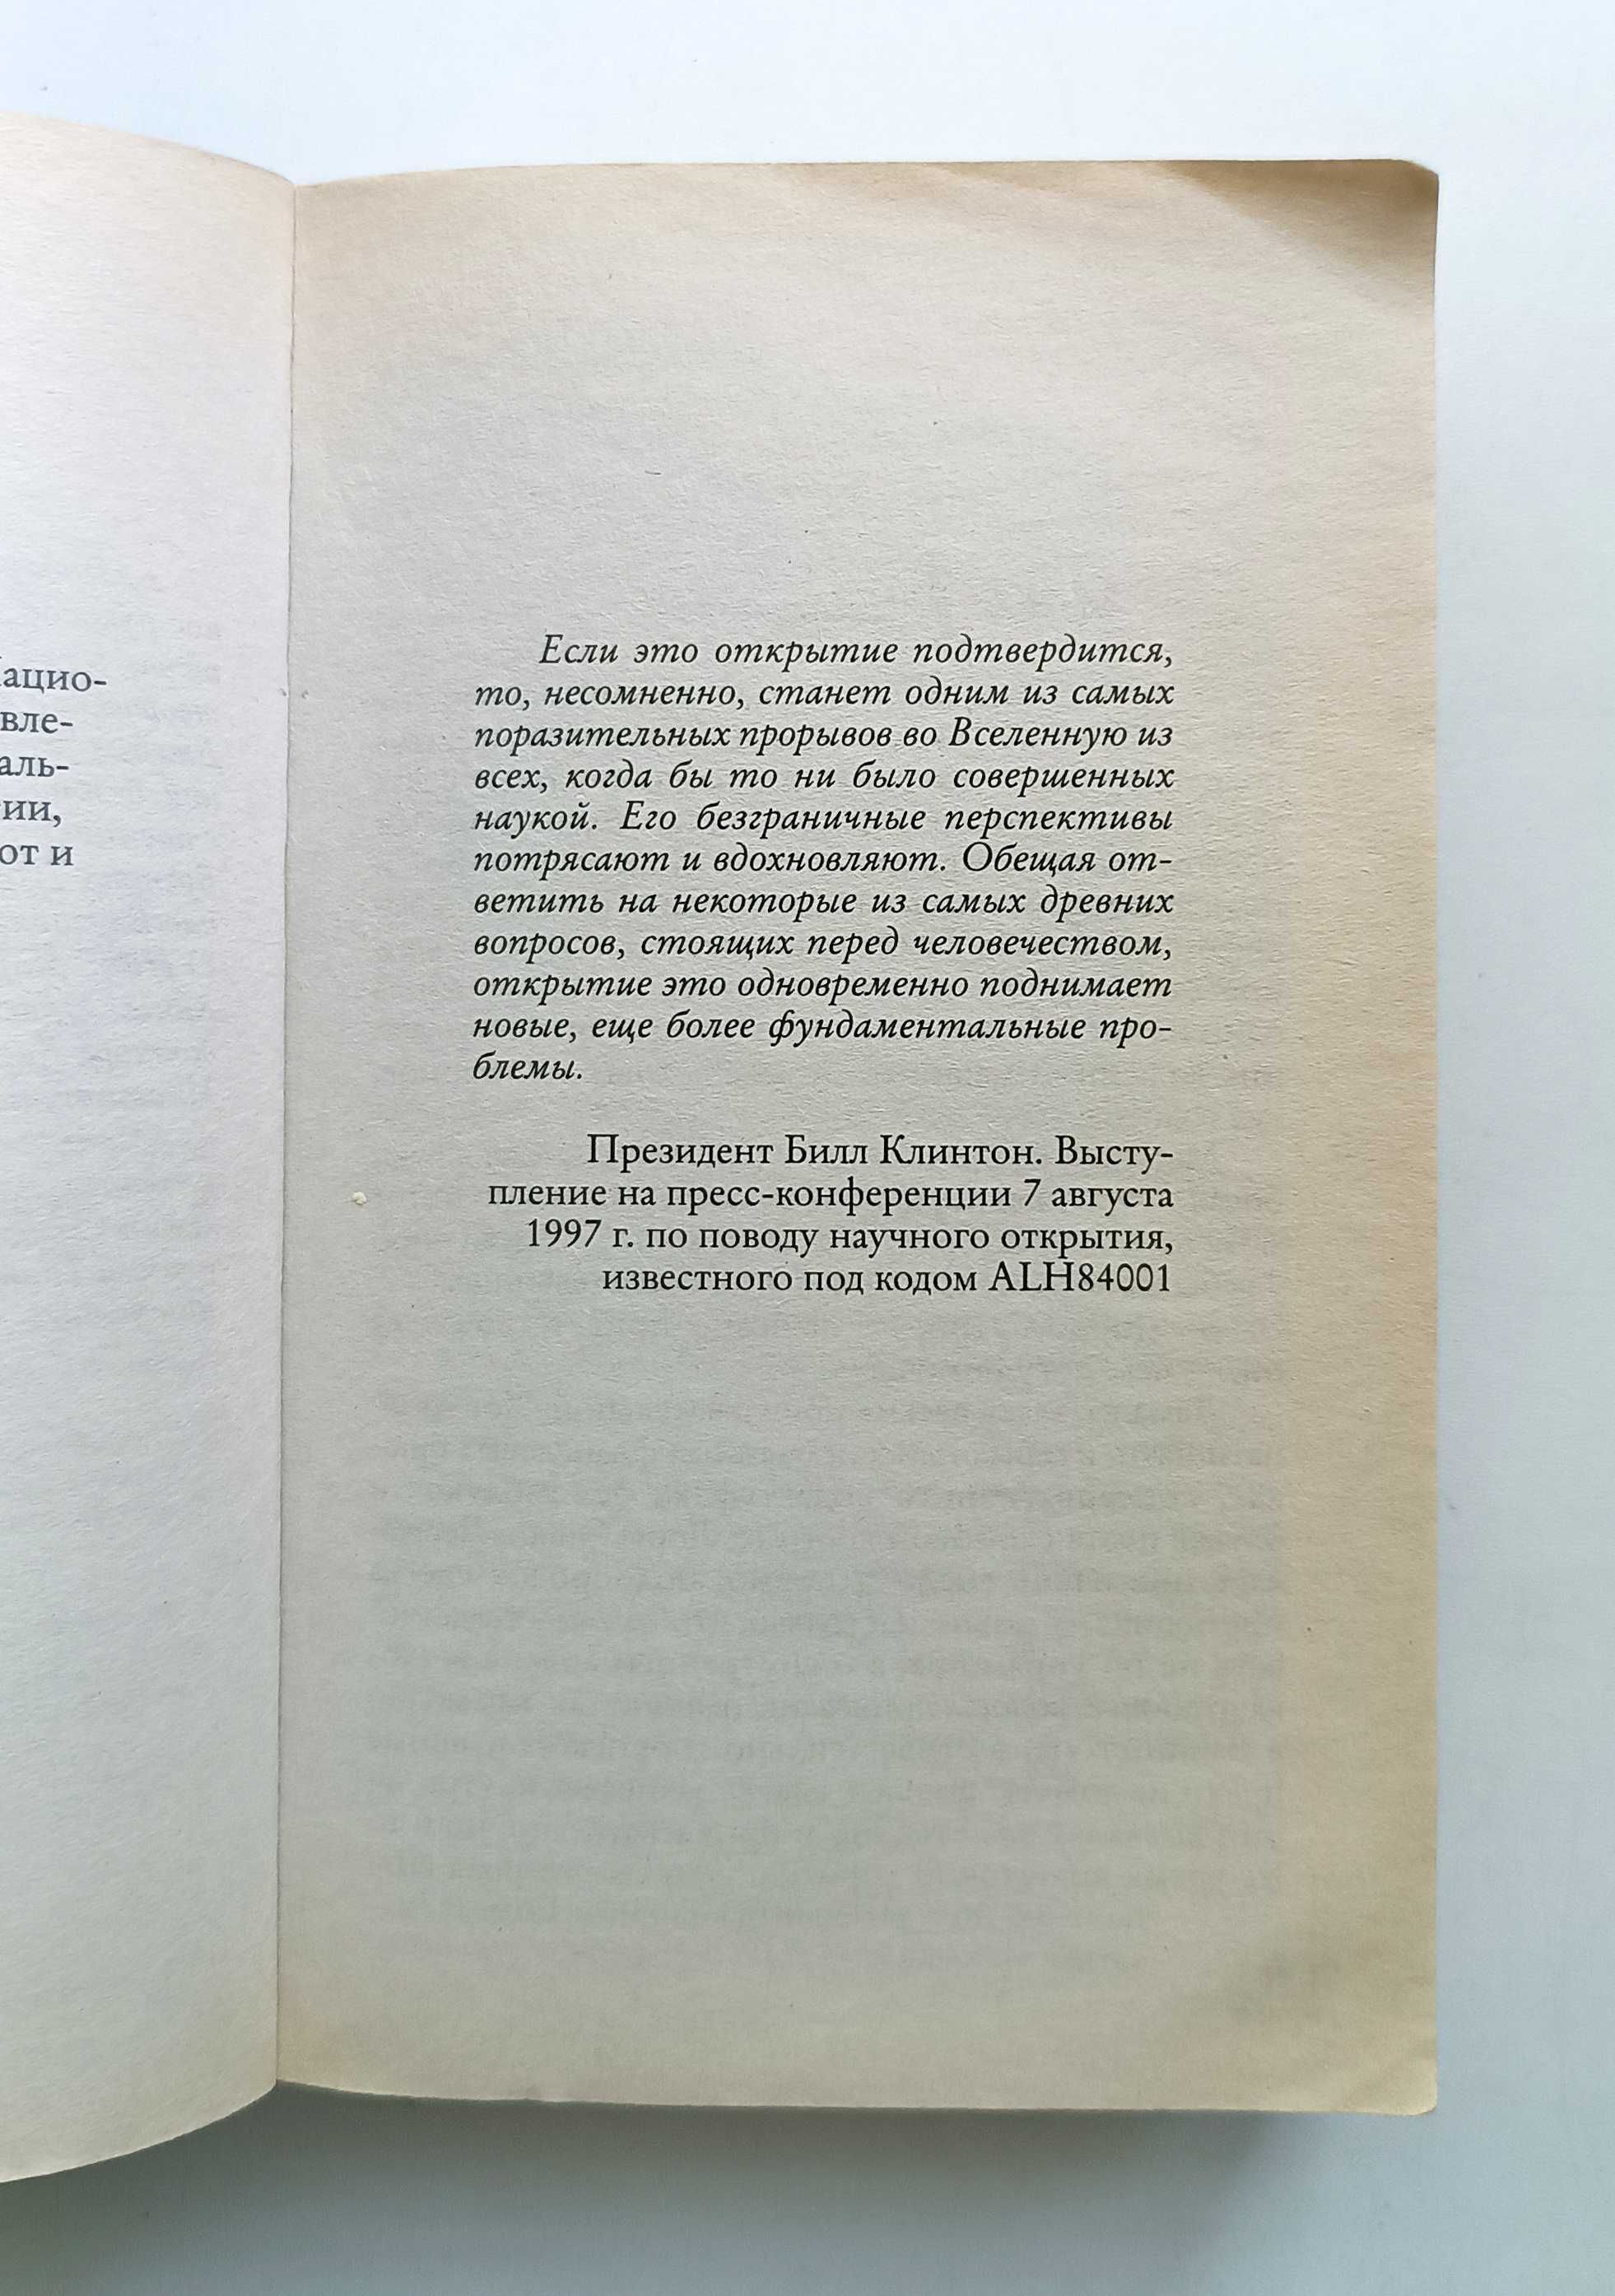 вле-
аль-
от и
Если это открытие подтвердится,
то, несомненно, станет одним из самых
поразительных прорывов во Вселенную из
всех, когда бы то ни было совершенных
наукой. Его безграничные перспективы
потрясают и вдохновляют. Обещая от-
ветить на некоторые из самых древних
вопросов, стоящих перед человечеством,
открытие это одновременно поднимает
новые, еще более фундаментальные про-
блемы.
Президент Билл Клинтон. Высту-
пление на пресс-конференции 7 августа
1997 г. по поводу научного открытия,
известного под кодом ALH84001